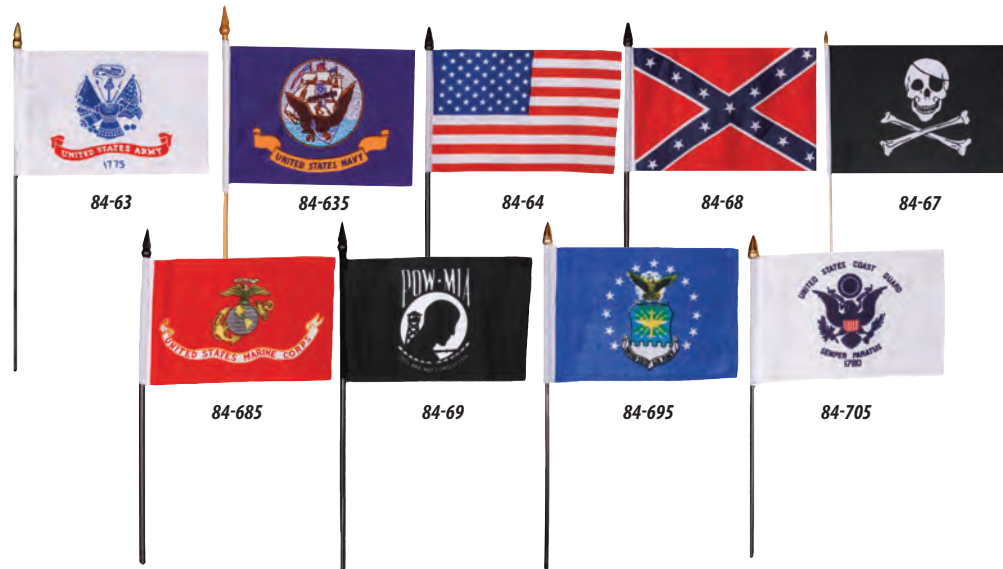 UNITED STATES ARMY
1775
UNITED STATES NAVY
84-63
84-635
84-64
84-68
84-67
UNITED STATES MARINE CORPS
POW★MIA
UNITED STATES COAST GUARD
SEMPER PARATUS
1790
84-685
84-69
84-695
84-705